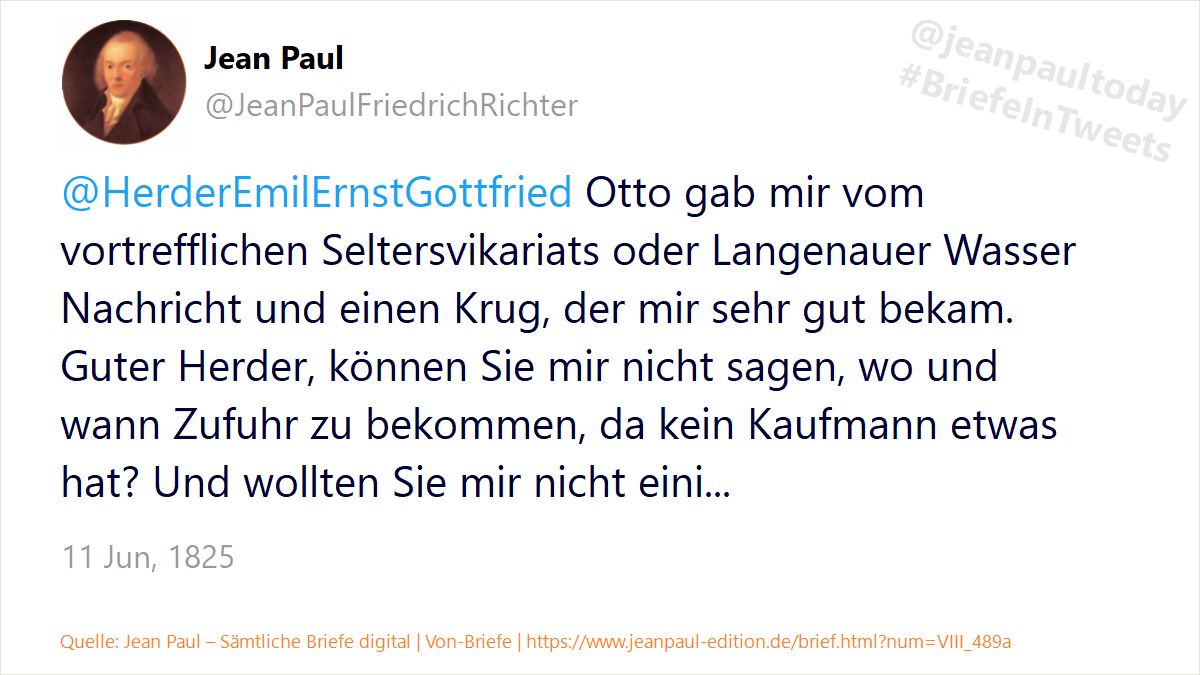 Jean Paul
@JeanPaulFriedrichRichter
@jeanpaultoday
#BriefeInTweets
@HerderEmilErnstGottfried Otto gab mir vom
vortrefflichen Seltersvikariats oder Langenauer Wasser
Nachricht und einen Krug, der mir sehr gut bekam.
Guter Herder, können Sie mir nicht sagen, wo und
wann Zufuhr zu bekommen, da kein Kaufmann etwas
hat? Und wollten Sie mir nicht eini...
11 Jun, 1825
Quelle: Jean Paul – Sämtliche Briefe digital | Von-Briefe | https://www.jeanpaul-edition.de/brief.html?num=VIII_489a